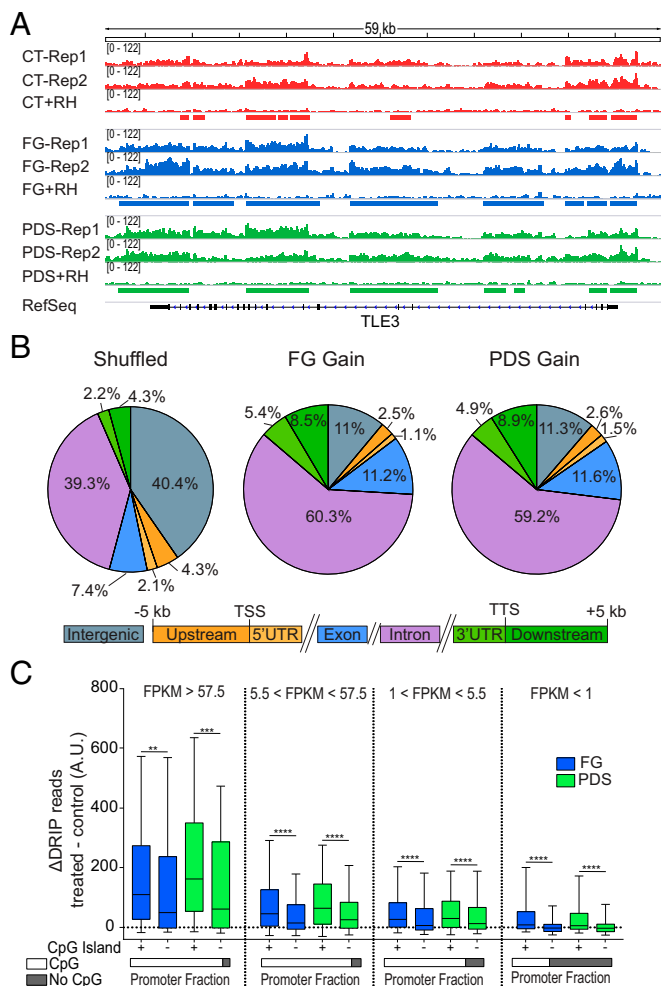 A
59 kb
CT-Rep1
[0 - 122]
CT-Rep2
[0 - 122]
CT+RH
[0 - 122]
FG-Rep1
[0 - 122]
FG-Rep2
[0 - 122]
FG+RH
[0 - 122]
PDS-Rep1
[0 - 122]
PDS-Rep2
[0 - 122]
PDS+RH
[0 - 122]
RefSeq
TLE3
B
Shuffled
2.2%
4.3%
39.3%
40.4%
7.4%
2.1%
4.3%
FG Gain
5.4%
8.5%
11%
2.5%
1.1%
11.2%
60.3%
PDS Gain
4.9%
8.9%
11.3%
2.6%
1.5%
11.6%
59.2%
-5 kb TSS TTS +5 kb
Intergenic Upstream 5'UTR Exon Intron 3'UTR Downstream
C
ΔDRIP reads
treated - control (A.U.)
800
600
400
200
0
FPKM > 57.5 5.5 < FPKM < 57.5 1 < FPKM < 5.5 FPKM < 1
** *** **** **** **** **** **** ****
FG
PDS
CpG Island + - + - + - + - + - + - + - + -
CpG
No CpG
Promoter Fraction Promoter Fraction Promoter Fraction Promoter Fraction